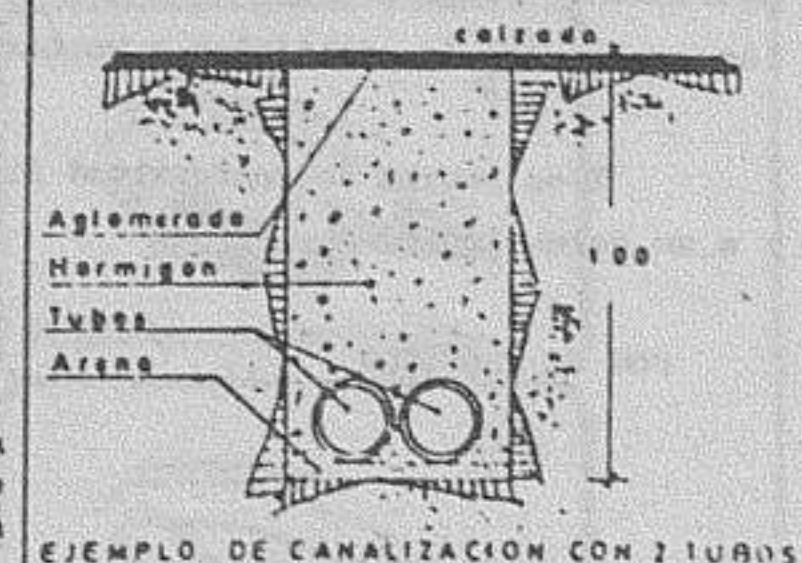 calzada
Aglomerado
Hormigon
Tubos
Arena
100
EJEMPLO DE CANALIZACION CON 2 TUBOS